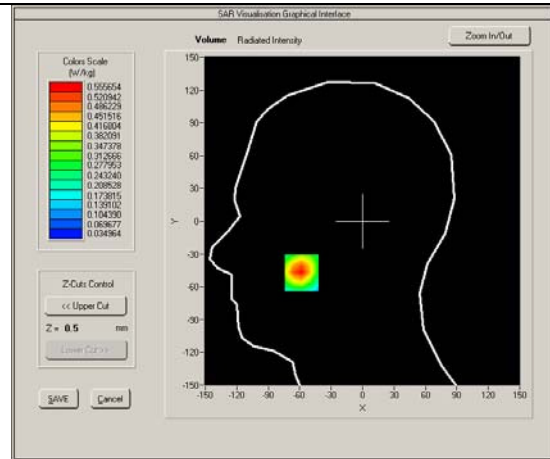 SAR Visualisation Graphical Interface
Volume Radiated Intensity
Zoom In/Out
Colors Scale
(W/kg)
0.555654
0.520942
0.486229
0.451516
0.416804
0.382091
0.347378
0.312666
0.277953
0.243240
0.208528
0.173815
0.139102
0.104390
0.069677
0.034964
Z-Cuts Control
<< Upper Cut
Z = 0.5 mm
Lower Cut >>
SAVE Cancel
150
120
90
60
30
0
-30
-60
-90
-120
-150
Y
-150 -120 -90 -60 -30 0 30 60 90 120 150
X